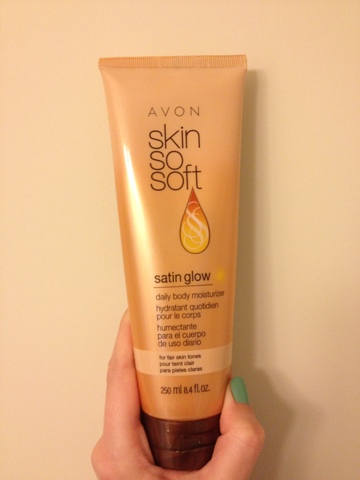 AVON
skin
so
soft
satin glow
daily body moisturizer
hydratant quotidien
pour le corps
humectante
para el cuerpo
de uso diario
for fair skin tones
pour teint clair
para pieles claras
250 ml 8.4 fl. oz.